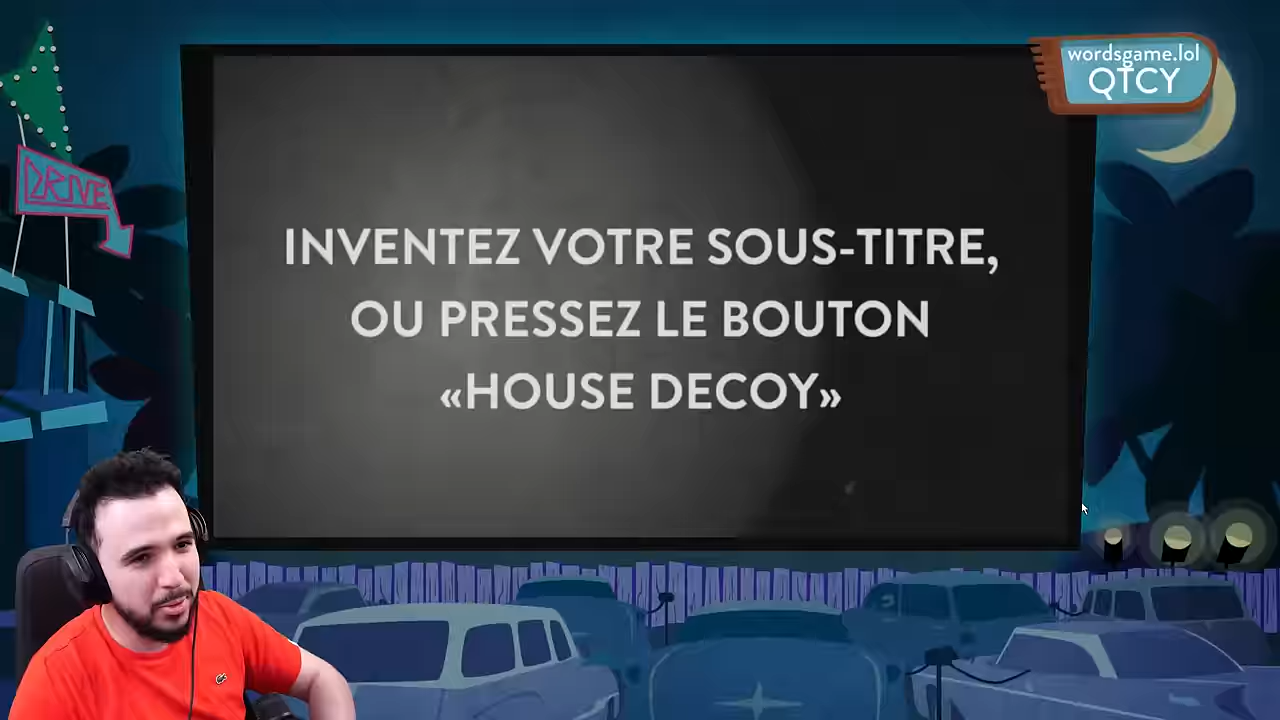 wordsgame.lol
QTCY
DRIVE
INVENTEZ VOTRE SOUS-TITRE,
OU PRESSEZ LE BOUTON
«HOUSE DECOY»